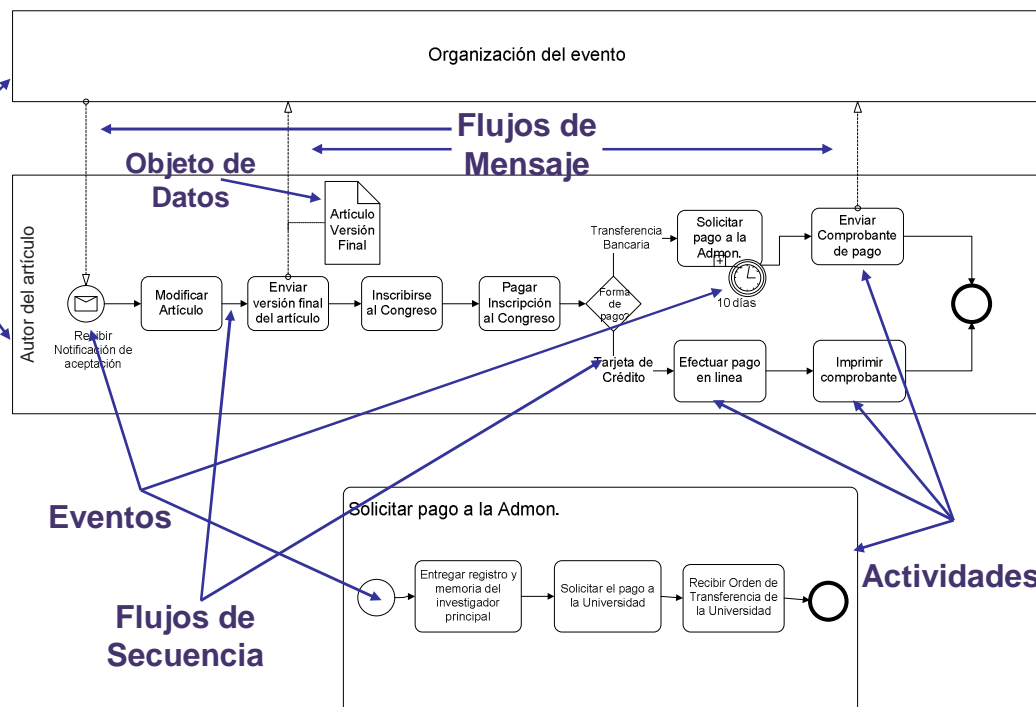 Organización del evento
Flujos de
Mensaje
Objeto de
Datos
Autor del artículo
Artículo
Versión
Final
Transferencia
Bancaria
Solicitar
pago a la
Admon.
10 días
Enviar
Comprobante
de pago
Recibir
Notificación de
aceptación
Modificar
Artículo
Enviar
versión final
del artículo
Inscribirse
al Congreso
Pagar
Inscripción
al Congreso
Forma
de
pago?
Tarjeta de
Crédito
Efectuar pago
en linea
Imprimir
comprobante
Eventos
Flujos de
Secuencia
Actividades
Solicitar pago a la Admon.
Entregar registro y
memoria del
investigador
principal
Solicitar el pago a
la Universidad
Recibir Orden de
Transferencia de
la Universidad